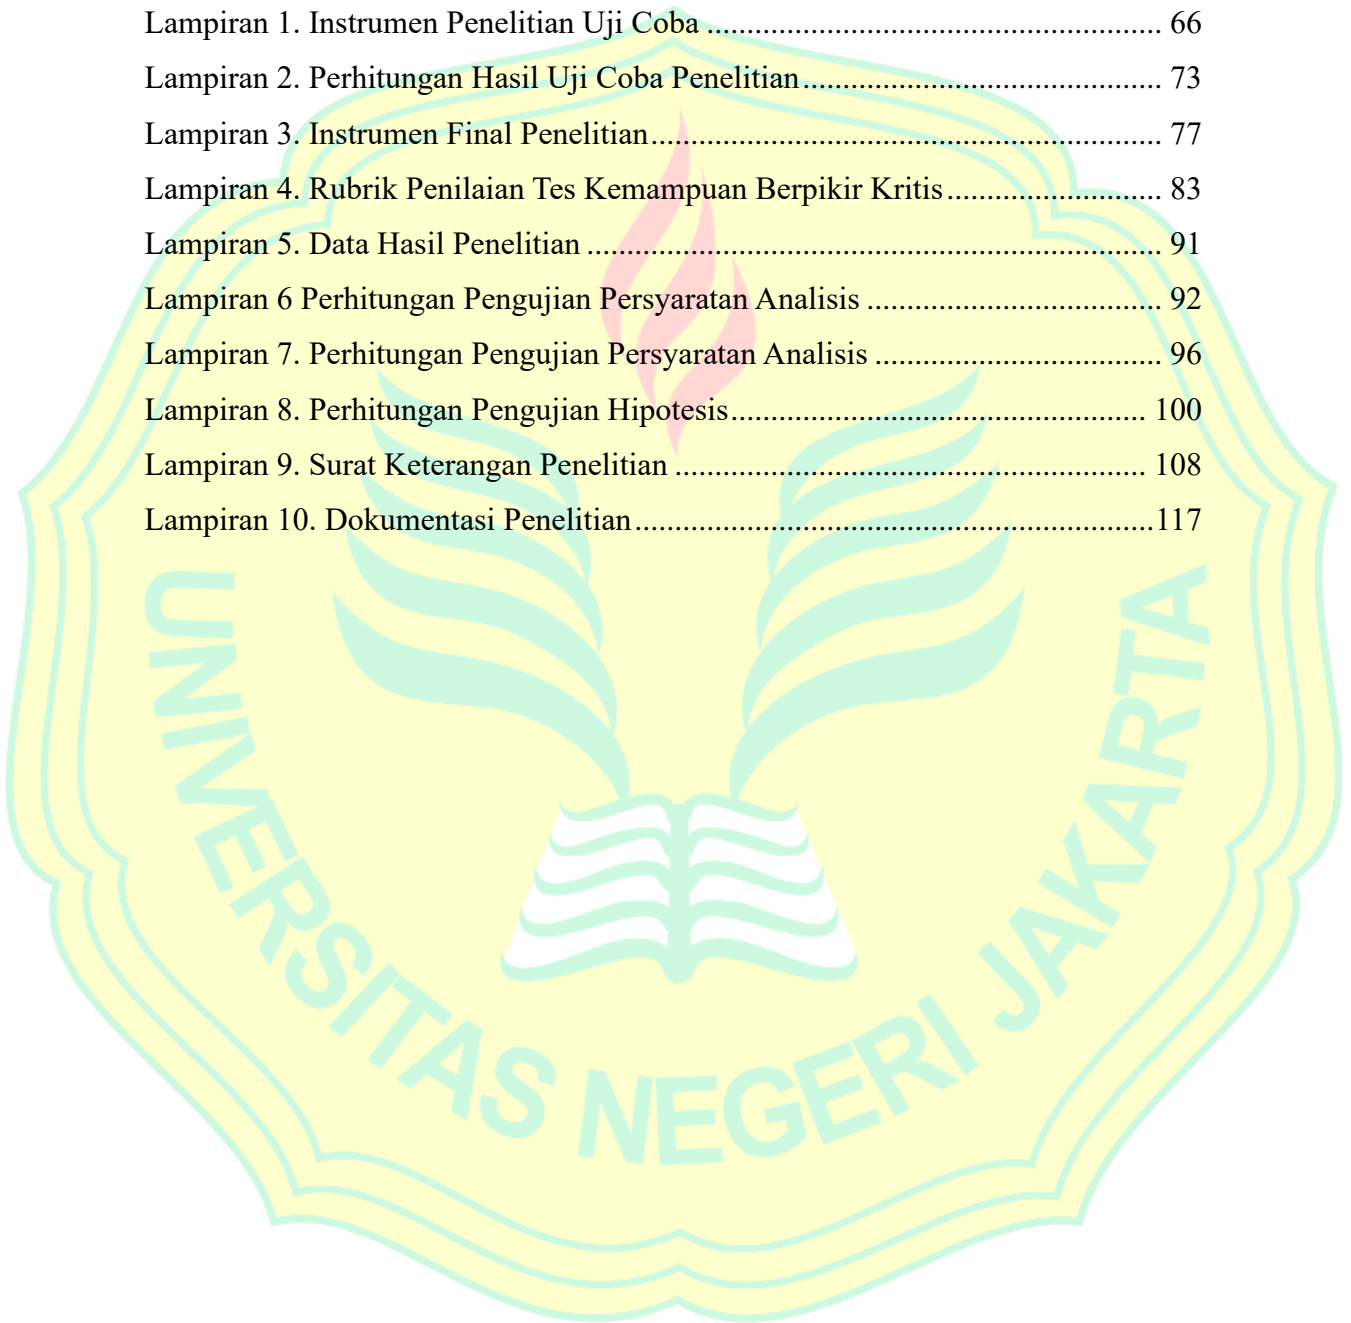 Lampiran 1. Instrumen Penelitian Uji Coba ......................................................... 66
Lampiran 2. Perhitungan Hasil Uji Coba Penelitian ............................................. 73
Lampiran 3. Instrumen Final Penelitian ................................................................ 77
Lampiran 4. Rubrik Penilaian Tes Kemampuan Berpikir Kritis ........................... 83
Lampiran 5. Data Hasil Penelitian ........................................................................ 91
Lampiran 6 Perhitungan Pengujian Persyaratan Analisis ..................................... 92
Lampiran 7. Perhitungan Pengujian Persyaratan Analisis .................................... 96
Lampiran 8. Perhitungan Pengujian Hipotesis .................................................... 100
Lampiran 9. Surat Keterangan Penelitian ........................................................... 108
Lampiran 10. Dokumentasi Penelitian .................................................................117
UNIVERSITAS NEGERI JAKARTA